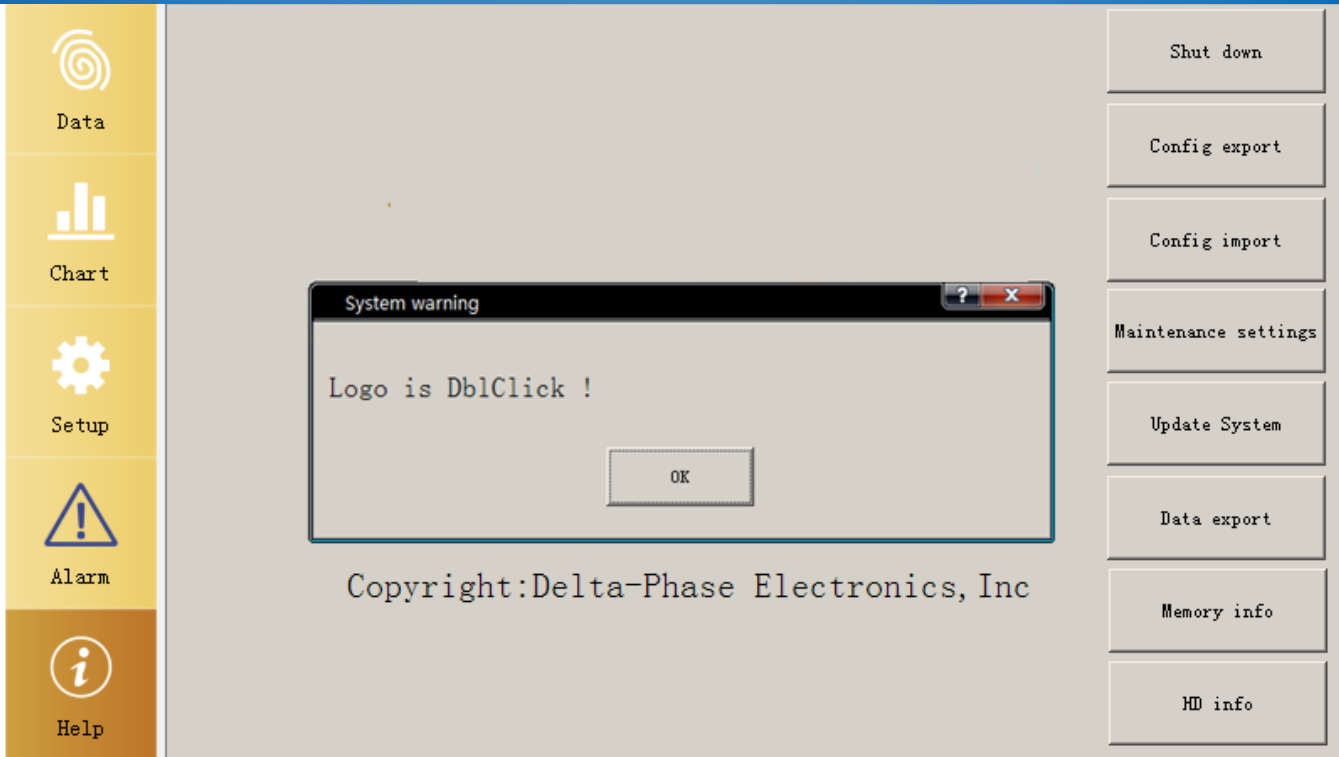 Data
Chart
Setup
Alarm
Help
System warning
Logo is DblClick !
OK
Copyright:Delta-Phase Electronics,Inc
Shut down
Config export
Config import
Maintenance settings
Update System
Data export
Memory info
HD info